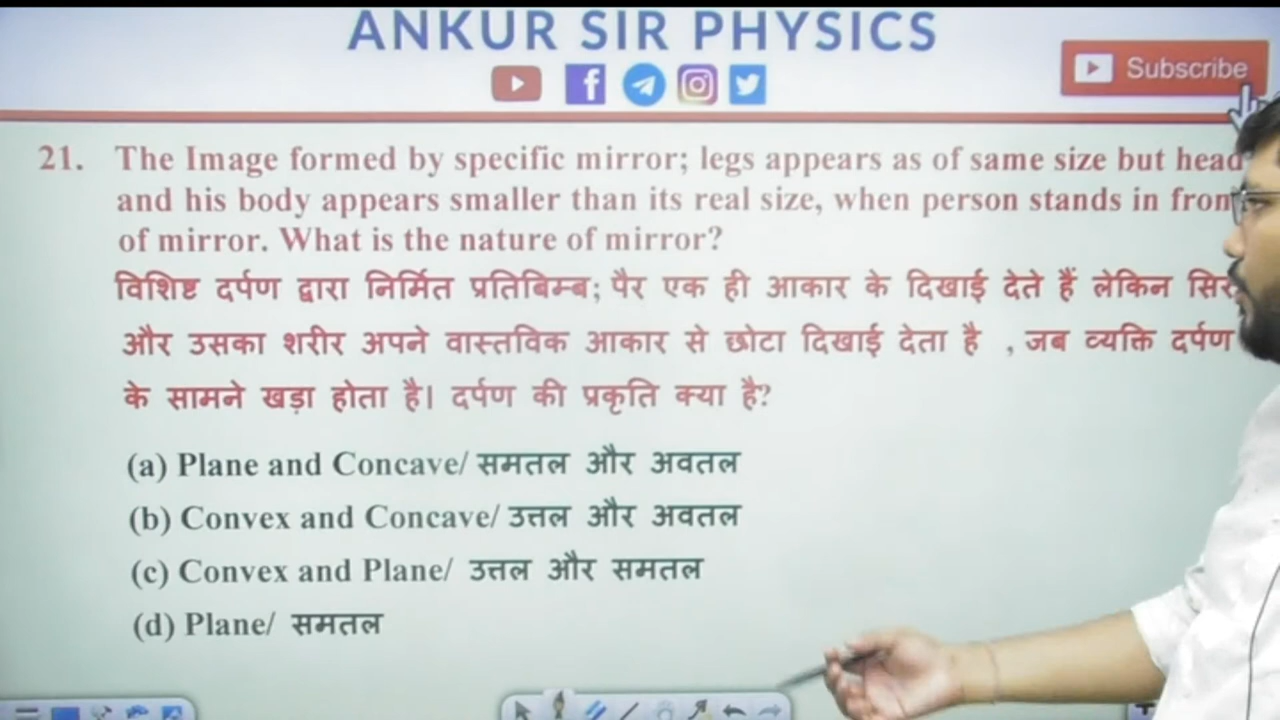 ANKUR SIR PHYSICS
Subscribe
21. The Image formed by specific mirror; legs appears as of same size but head
and his body appears smaller than its real size, when person stands in fron
of mirror. What is the nature of mirror?
विशिष्ट दर्पण द्वारा निर्मित प्रतिबिम्ब; पैर एक ही आकार के दिखाई देते हैं लेकिन सिर
और उसका शरीर अपने वास्तविक आकार से छोटा दिखाई देता है , जब व्यक्ति दर्पण
के सामने खड़ा होता है। दर्पण की प्रकृति क्या है?
(a) Plane and Concave/ समतल और अवतल
(b) Convex and Concave/ उत्तल और अवतल
(c) Convex and Plane/ उत्तल और समतल
(d) Plane/ समतल